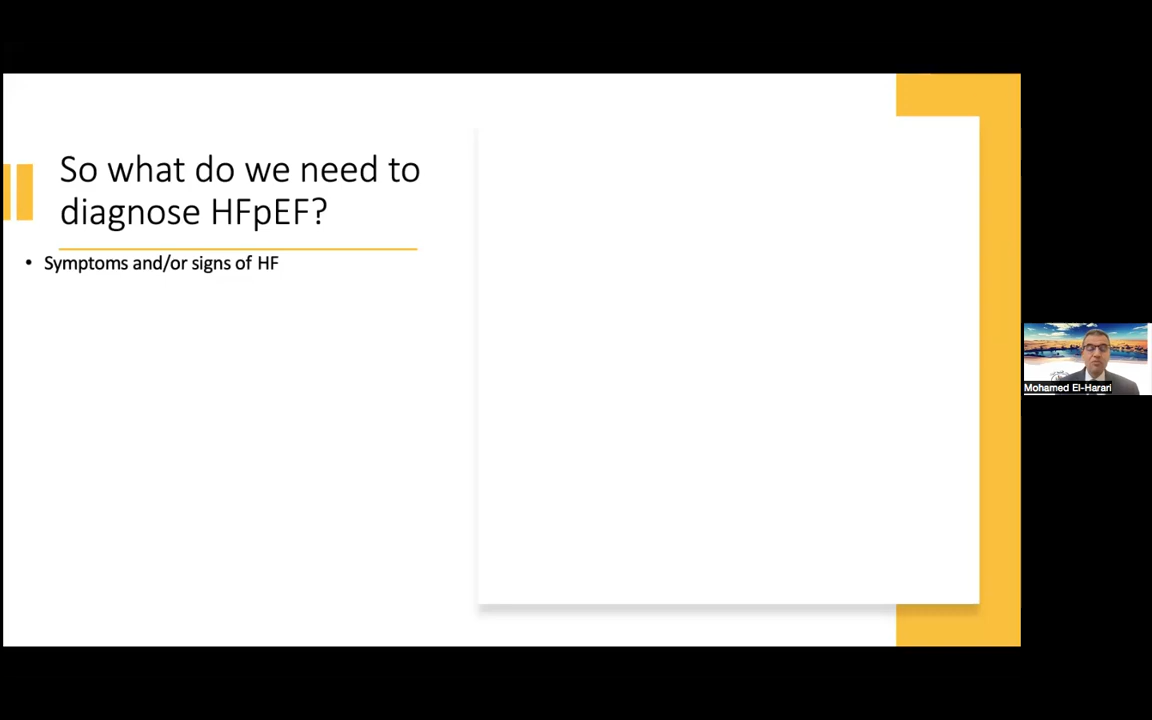 So what do we need to
diagnose HFpEF?
• Symptoms and/or signs of HF
Mohamed El-Harari